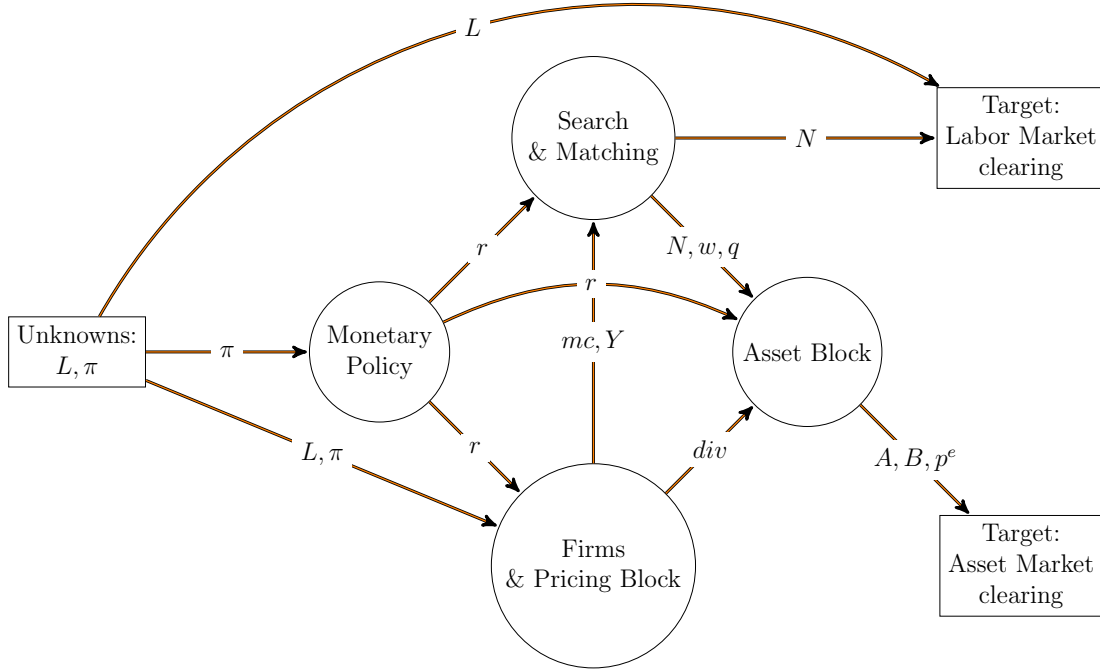 L
Search
& Matching
N
Target:
Labor Market
clearing
r
N, w, q
r
Unknowns:
L, π
π
Monetary
Policy
mc, Y
Asset Block
L, π
r
div
A, B, p^e
Firms
& Pricing Block
Target:
Asset Market
clearing